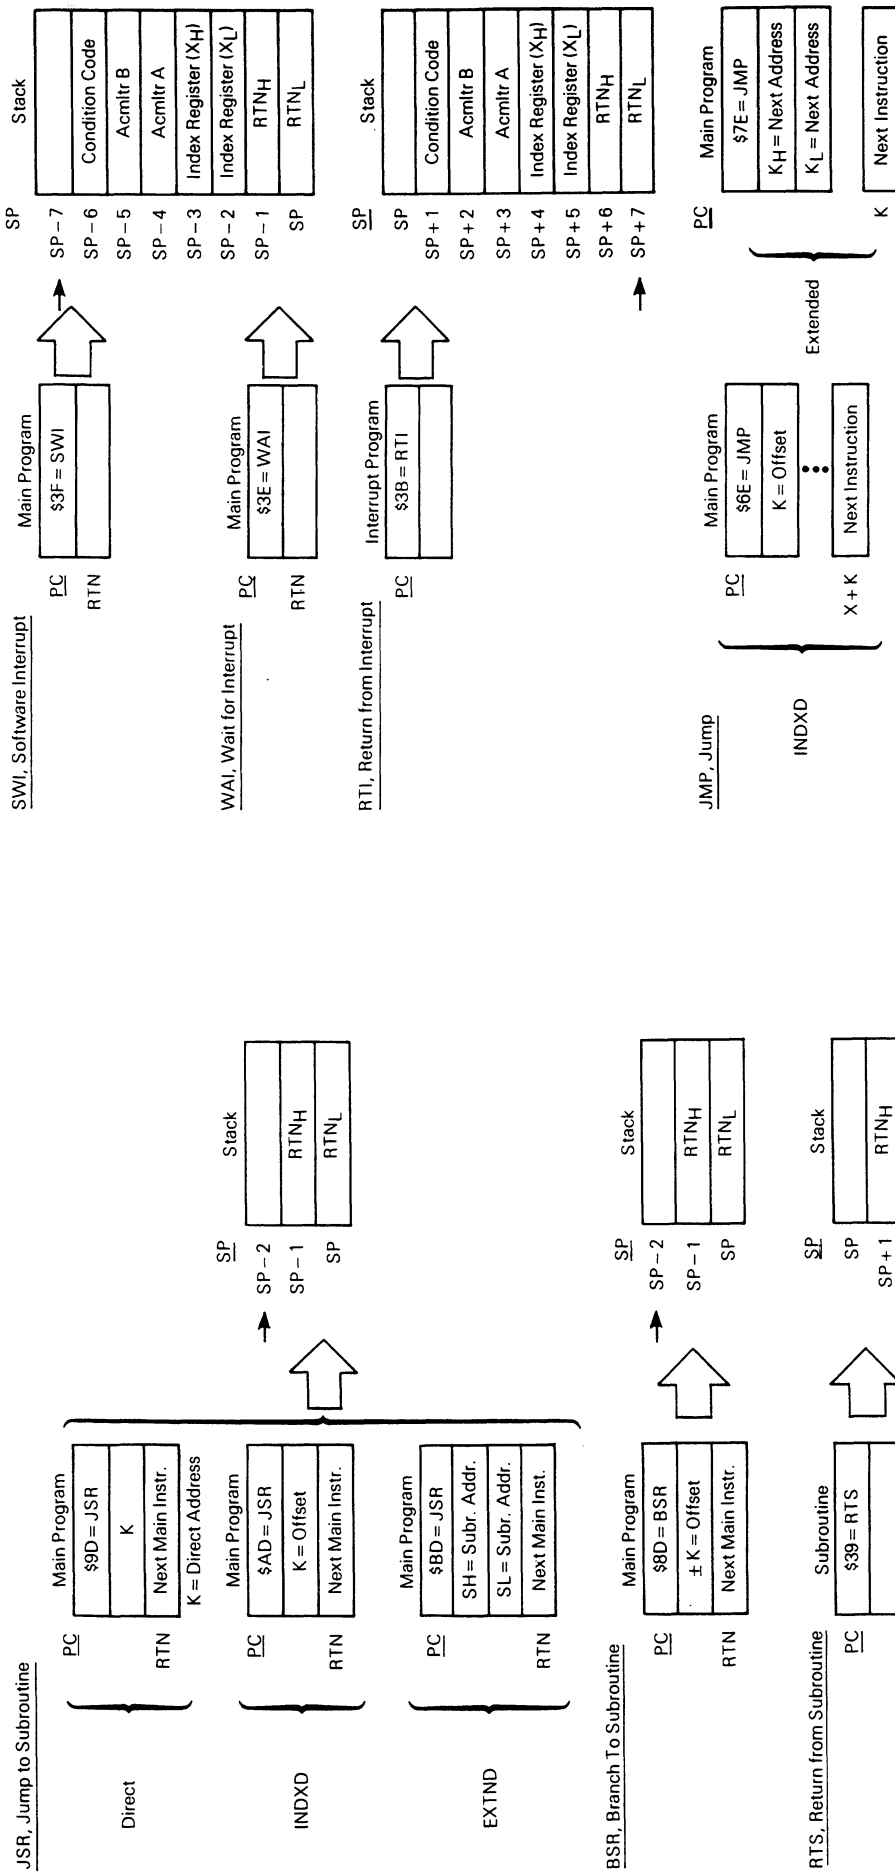 JSR, Jump to Subroutine
Direct
PC
RTN
Main Program
$9D = JSR
K
Next Main Instr.
K = Direct Address
INDXD
PC
RTN
Main Program
$AD = JSR
K = Offset
Next Main Instr.
EXTND
PC
RTN
Main Program
$BD = JSR
SH = Subr. Addr.
SL = Subr. Addr.
Next Main Inst.
SP
SP − 2
SP − 1
SP
Stack
RTNH
RTNL
BSR, Branch To Subroutine
PC
RTN
Main Program
$8D = BSR
± K = Offset
Next Main Instr.
SP
SP − 2
SP − 1
SP
Stack
RTNH
RTNL
RTS, Return from Subroutine
PC
Subroutine
$39 = RTS
SP
SP
SP + 1
Stack
RTNH
SWI, Software Interrupt
PC
RTN
Main Program
$3F = SWI
WAI, Wait for Interrupt
PC
RTN
Main Program
$3E = WAI
SP
SP − 7
SP − 6
SP − 5
SP − 4
SP − 3
SP − 2
SP − 1
SP
Stack
Condition Code
Acmltr B
Acmltr A
Index Register (XH)
Index Register (XL)
RTNH
RTNL
RTI, Return from Interrupt
PC
Interrupt Program
$3B = RTI
SP
SP
SP + 1
SP + 2
SP + 3
SP + 4
SP + 5
SP + 6
SP + 7
Stack
Condition Code
Acmltr B
Acmltr A
Index Register (XH)
Index Register (XL)
RTNH
RTNL
JMP, Jump
INDXD
PC
X + K
Main Program
$6E = JMP
K = Offset
Next Instruction
Extended
PC
K
Main Program
$7E = JMP
KH = Next Address
KL = Next Address
Next Instruction